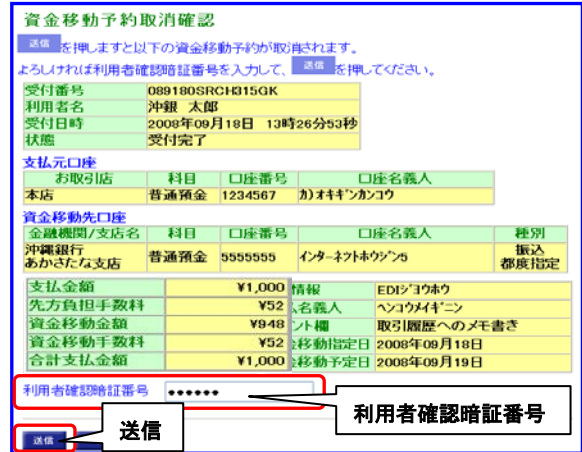 資金移動予約取消確認
送信 を押しますと以下の資金移動予約が取消されます。
よろしければ利用者確認暗証番号を入力して、 送信 を押してください。
受付番号 089180SRCH315GK
利用者名 沖銀 太郎
受付日時 2008年09月18日 13時26分53秒
状態 受付完了
支払元口座
お取引店 科目 口座番号 口座名義人
本店 普通預金 1234567 カ)オキギンカンコウ
資金移動先口座
金融機関/支店名 科目 口座番号 口座名義人 種別
沖縄銀行 普通預金 5555555 インターネツトホウジン5 振込
あかさたな支店 都度指定
支払金額 ¥1,000 情報 EDIジヨウホウ
先方負担手数料 ¥52 名義人 ヘンコウメイギニン
資金移動金額 ¥948 ント欄 取引履歴へのメモ書き
資金移動手数料 ¥52 移動指定日 2008年09月18日
合計支払金額 ¥1,000 移動予定日 2008年09月19日
利用者確認暗証番号 ●●●●●●
利用者確認暗証番号
送信 送信